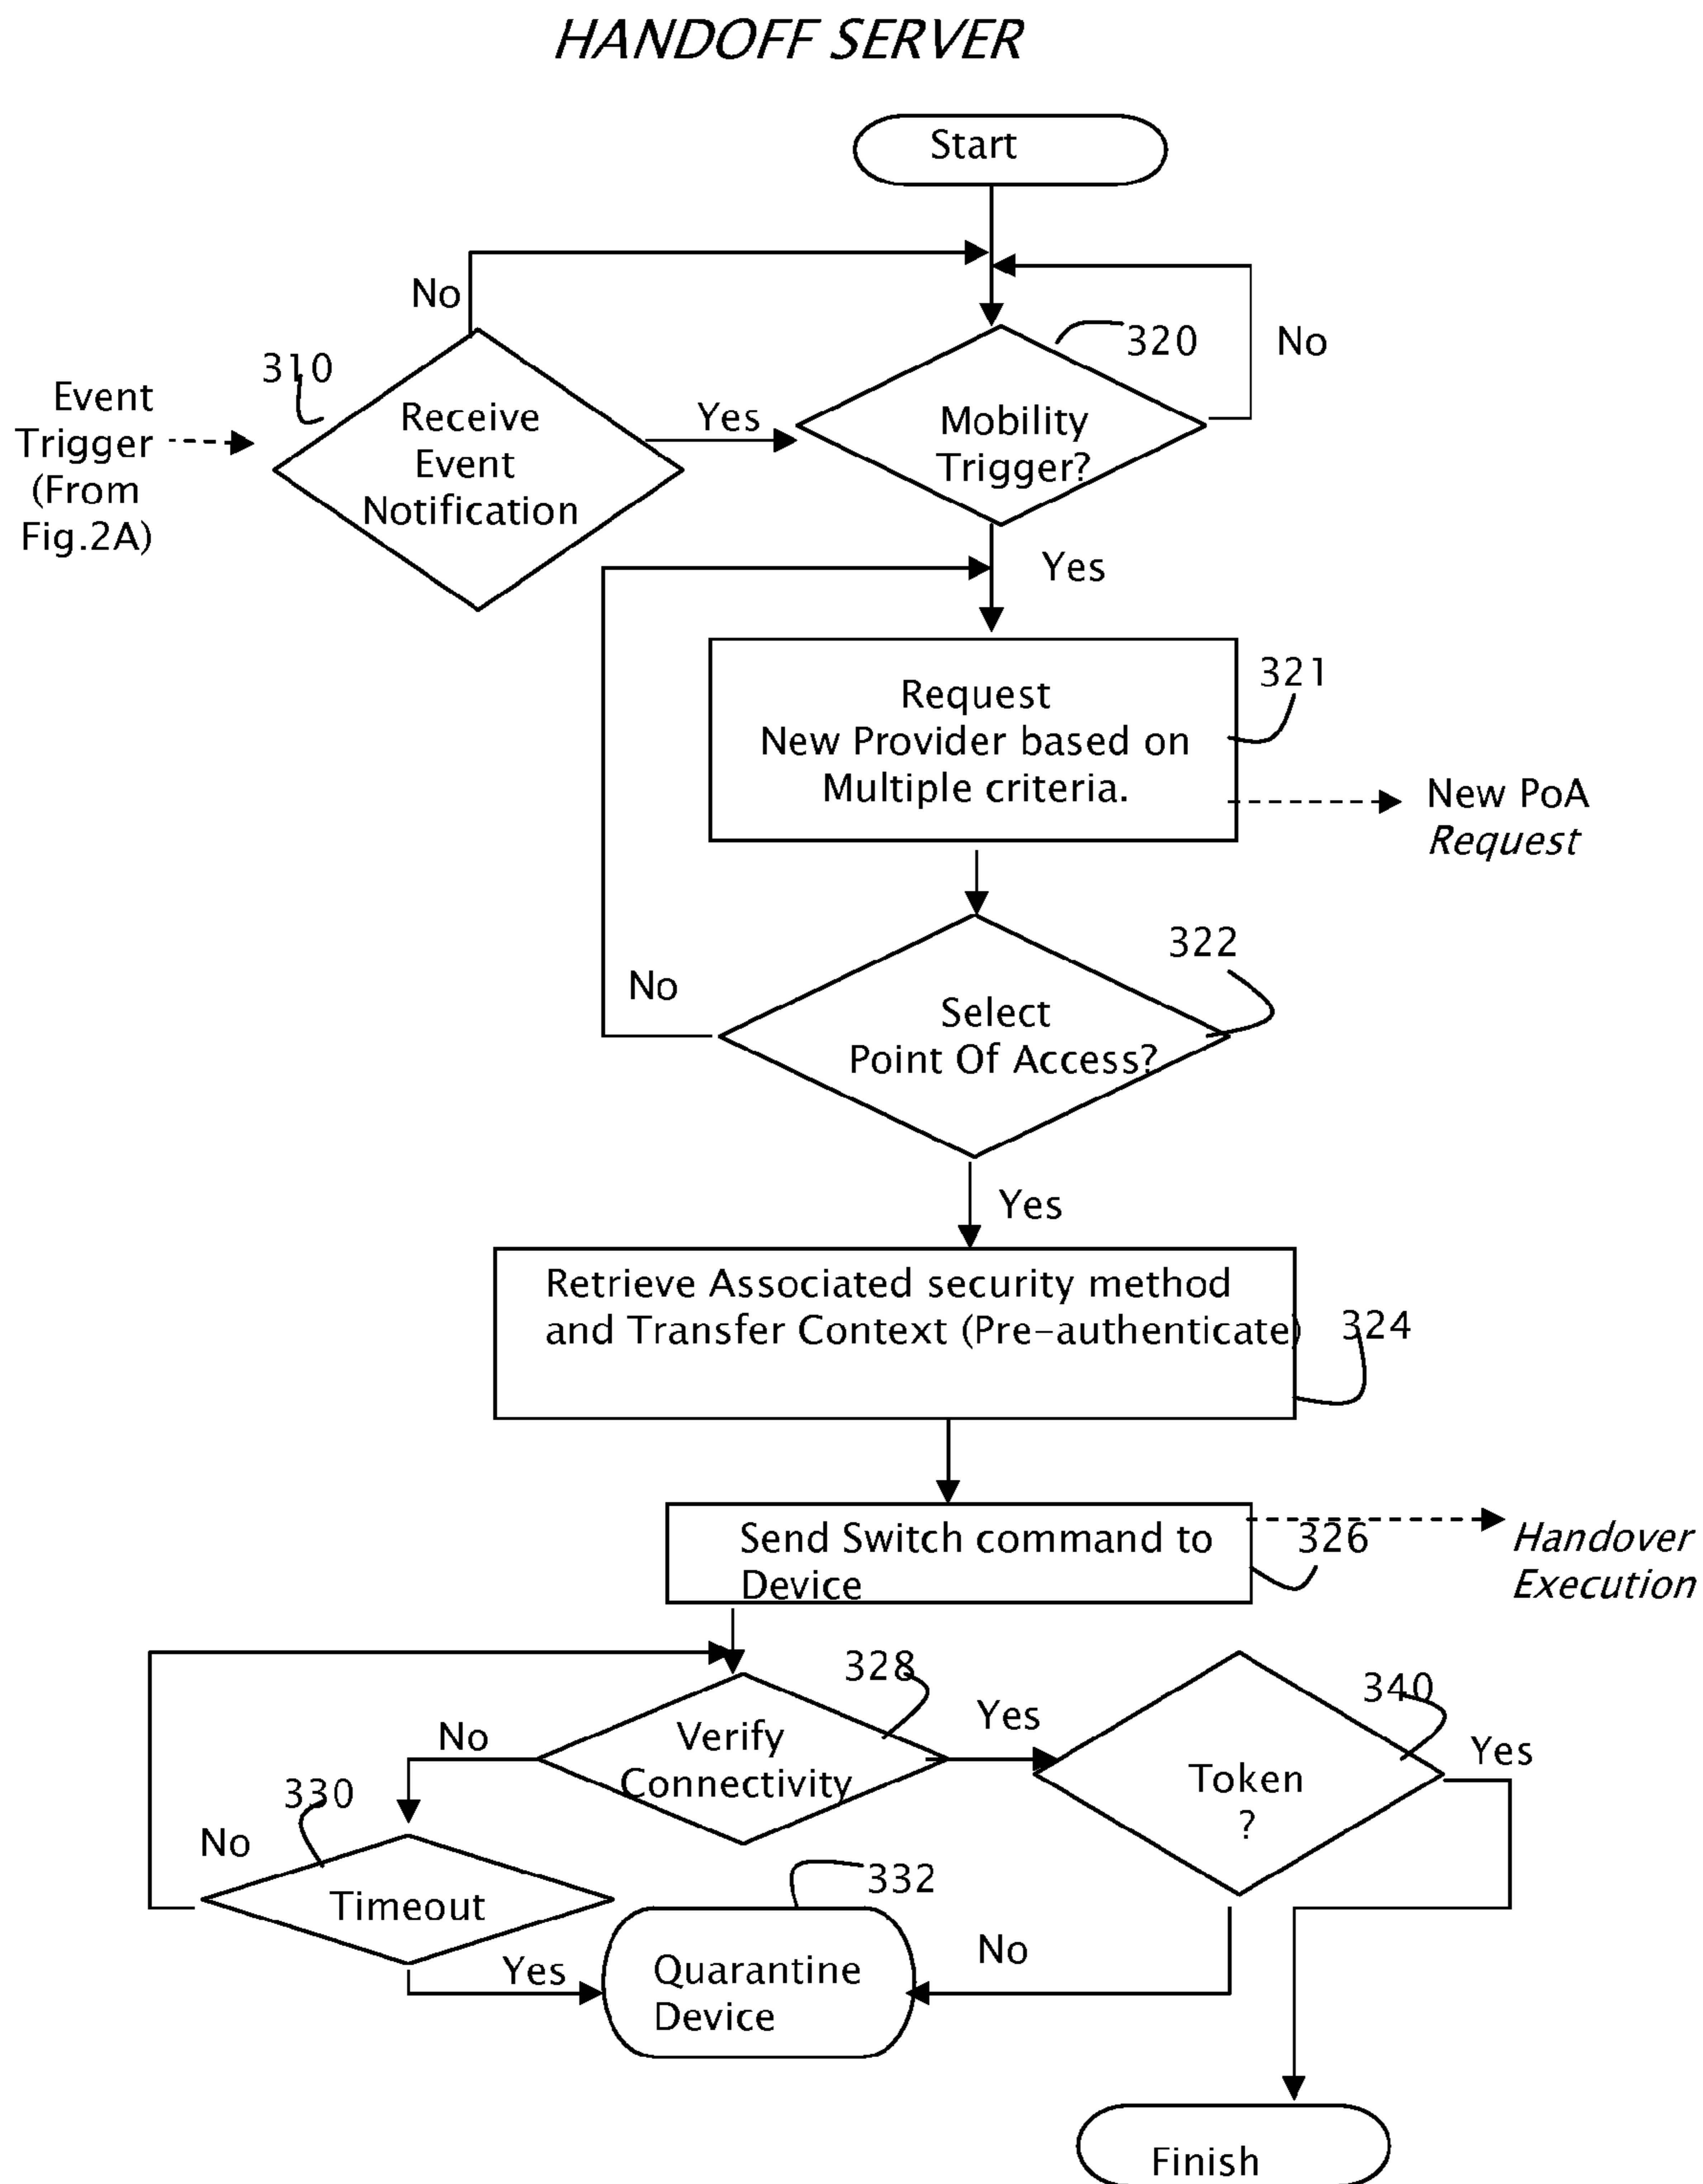 HANDOFF SERVER
Start
No
310
320
No
Event
Trigger
(From
Fig.2A)
Receive
Event
Notification
Yes
Mobility
Trigger?
Yes
Request
New Provider based on
Multiple criteria.
321
New PoA
Request
322
No
Select
Point Of Access?
Yes
Retrieve Associated security method
and Transfer Context (Pre-authenticate)
324
Send Switch command to
Device
326
Handover
Execution
328
340
No
Verify
Connectivity
Yes
Yes
Token
?
330
No
Timeout
332
Yes
Quarantine
Device
No
Finish